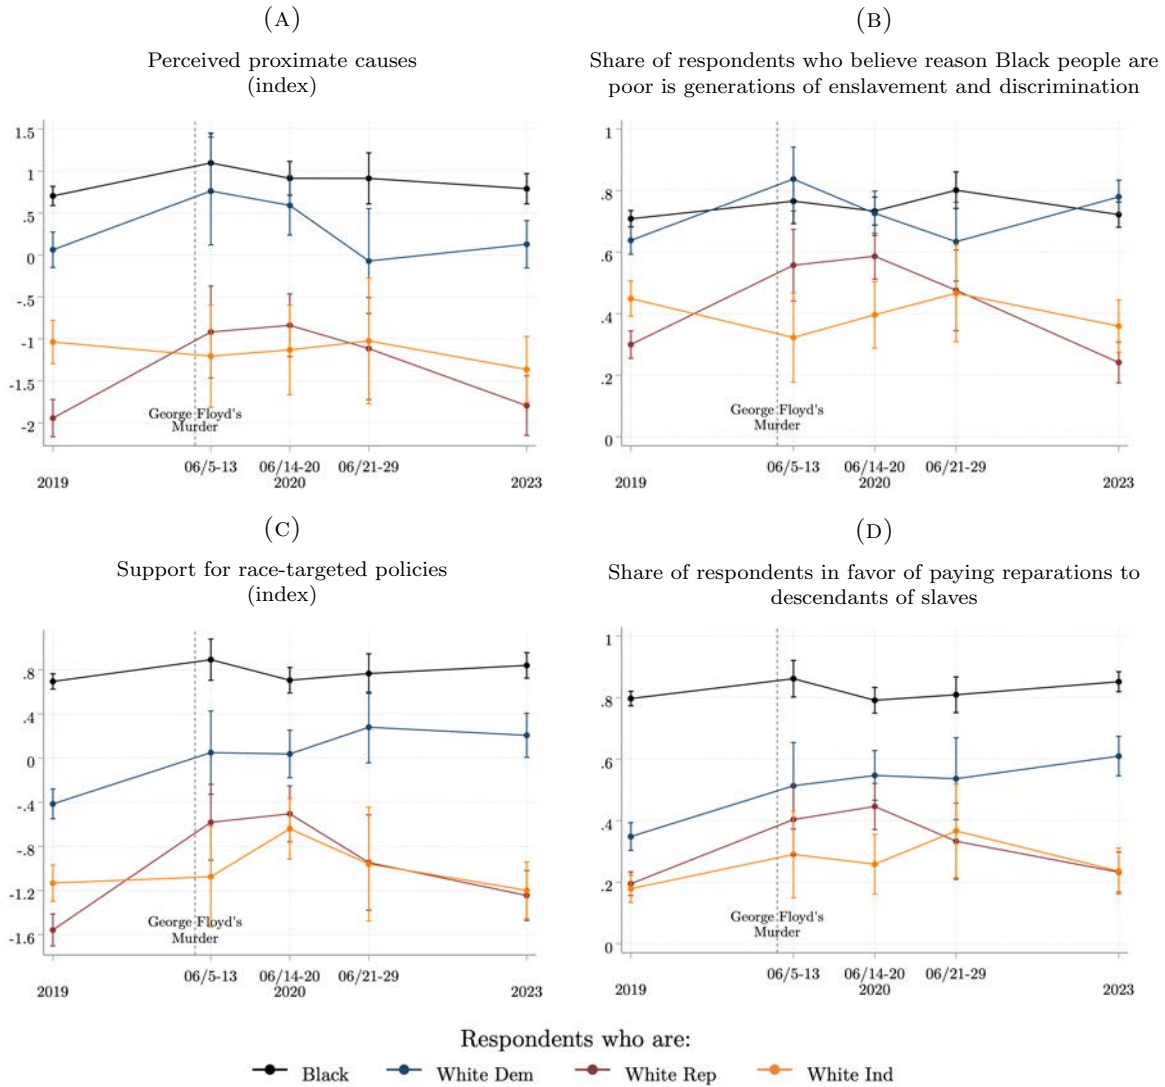 (A)
Perceived proximate causes
(index)
1.5
1
.5
0
-.5
-1
-1.5
-2
George Floyd's
Murder
06/5-13 06/14-20 06/21-29
2019 2020 2023
(B)
Share of respondents who believe reason Black people are
poor is generations of enslavement and discrimination
1
.8
.6
.4
.2
0
George Floyd's
Murder
06/5-13 06/14-20 06/21-29
2019 2020 2023
(C)
Support for race-targeted policies
(index)
.8
.4
0
-.4
-.8
-1.2
-1.6
George Floyd's
Murder
06/5-13 06/14-20 06/21-29
2019 2020 2023
(D)
Share of respondents in favor of paying reparations to
descendants of slaves
1
.8
.6
.4
.2
0
George Floyd's
Murder
06/5-13 06/14-20 06/21-29
2019 2020 2023
Respondents who are:
Black White Dem White Rep White Ind